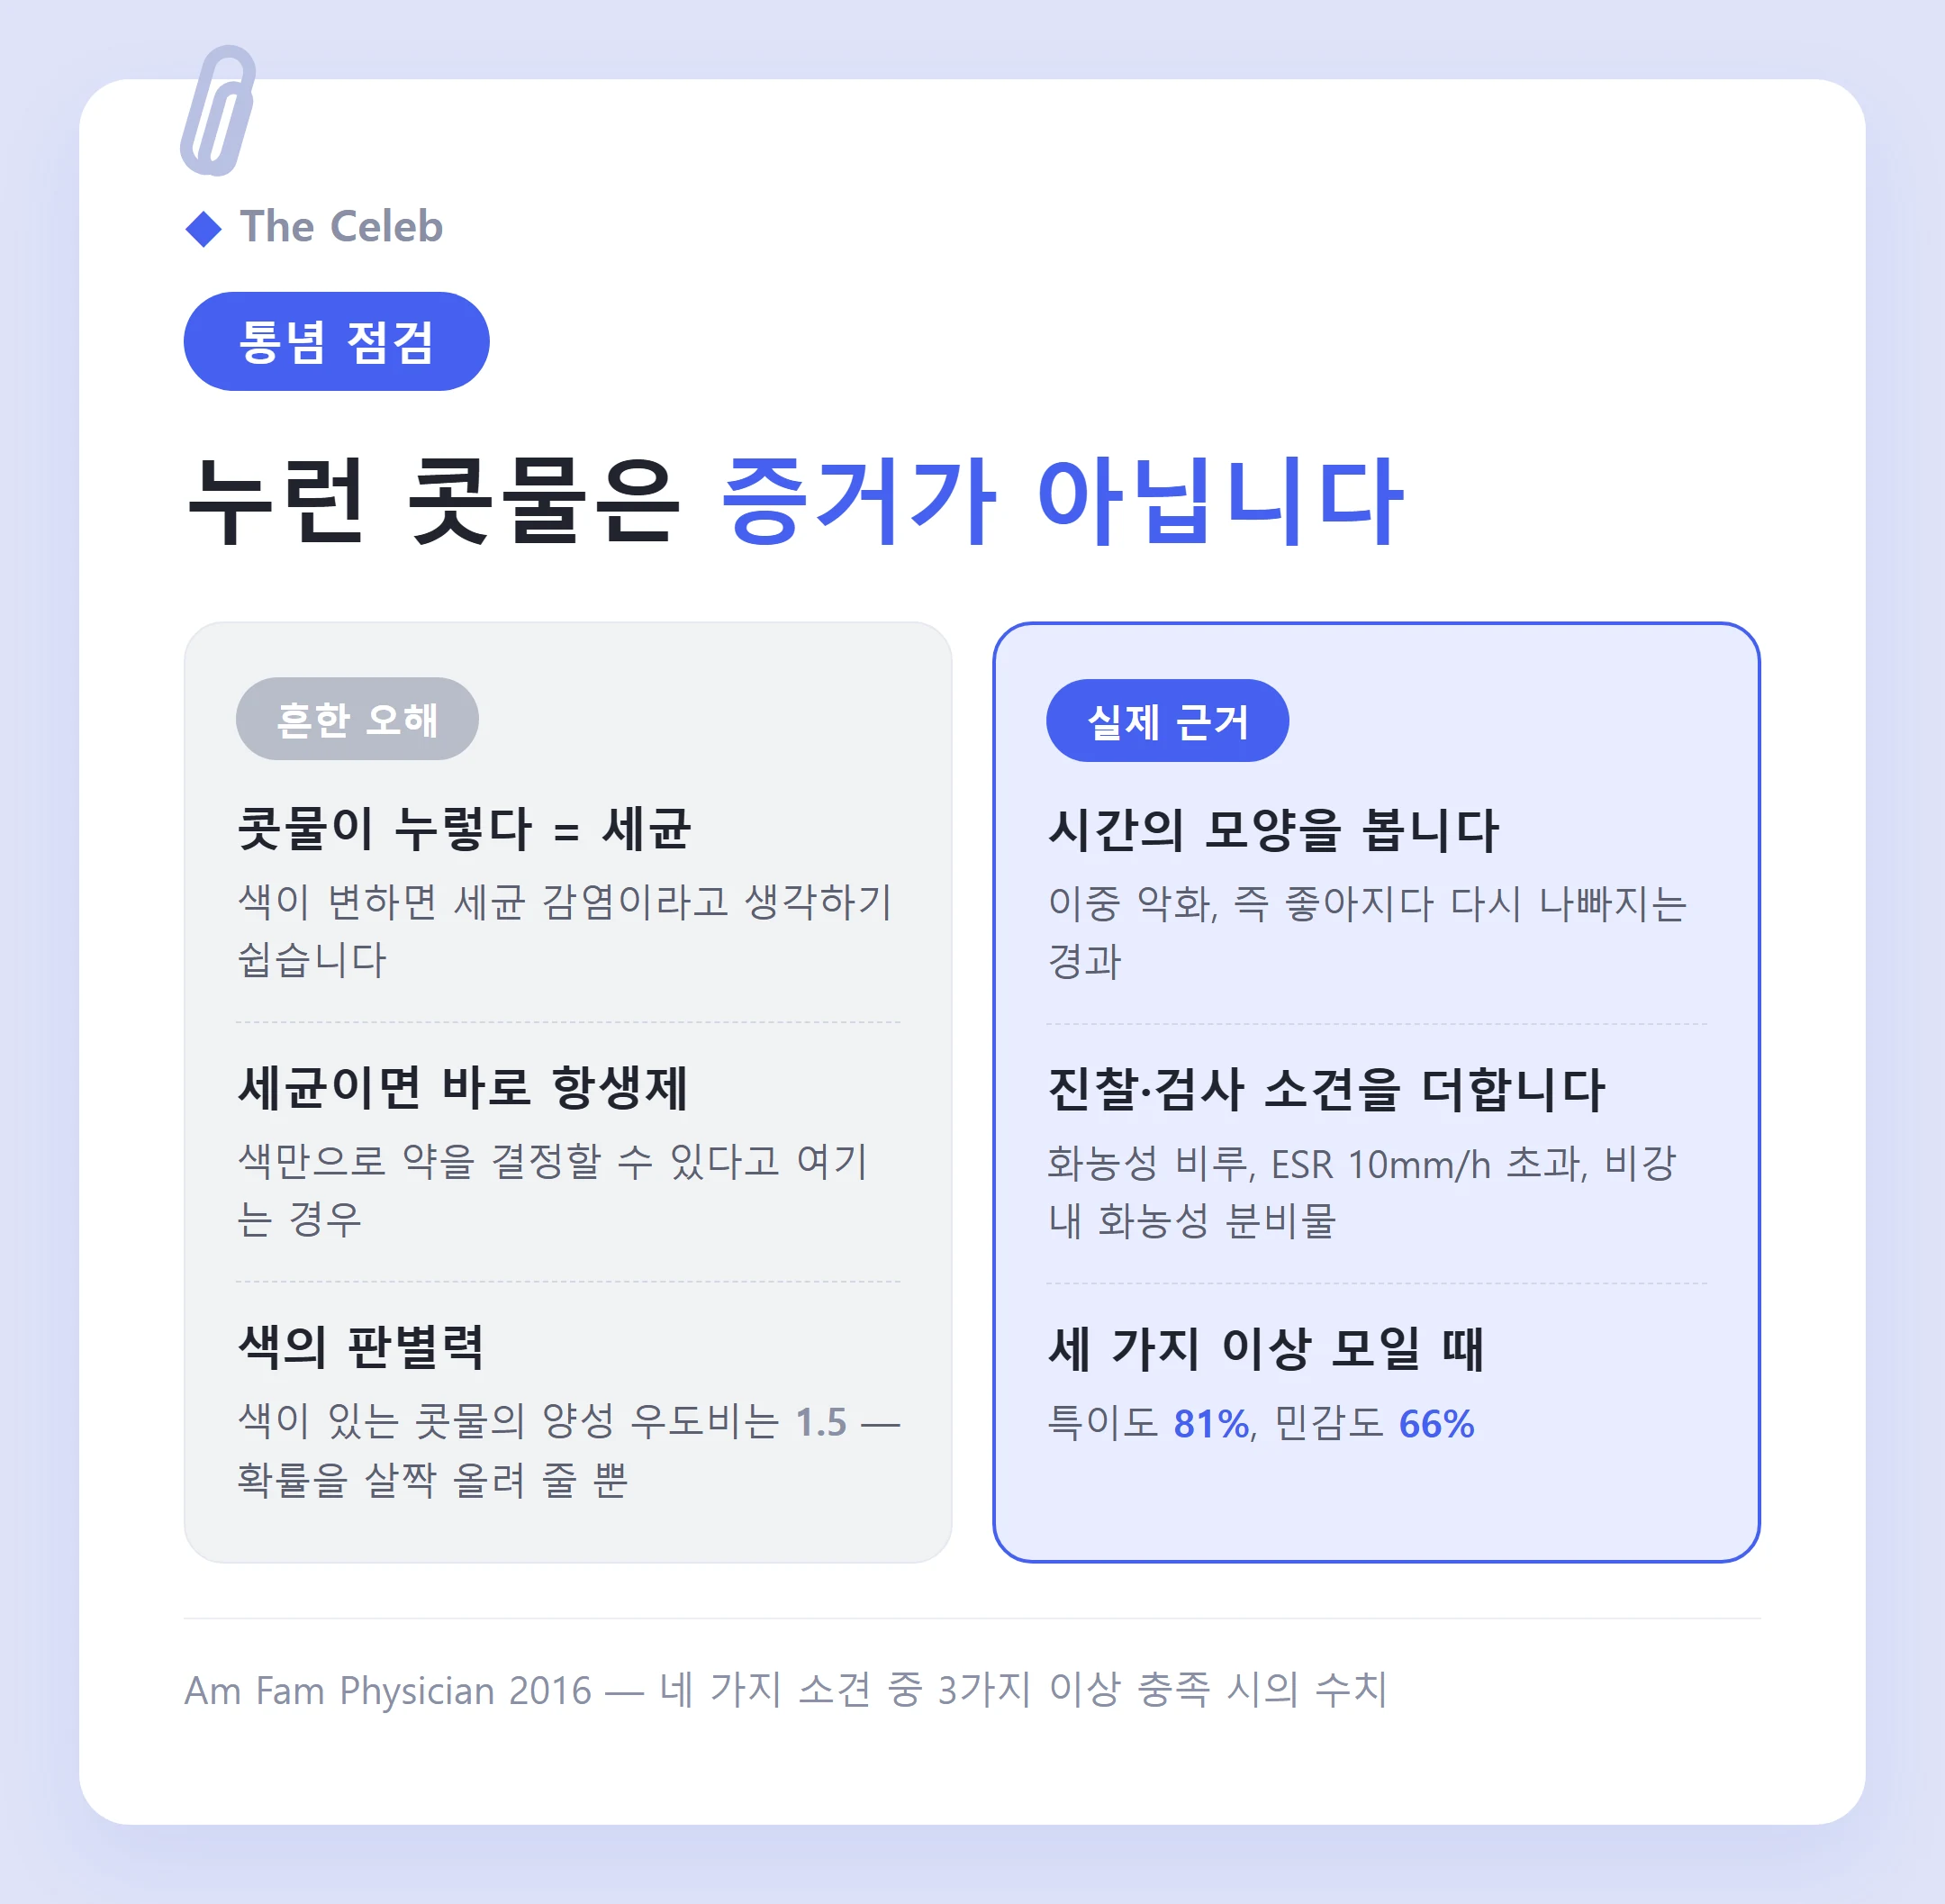 The Celeb
통념 점검
누런 콧물은 증거가 아닙니다
흔한 오해
콧물이 누렇다 = 세균
색이 변하면 세균 감염이라고 생각하기
쉽습니다
세균이면 바로 항생제
색만으로 약을 결정할 수 있다고 여기
는 경우
색의 판별력
색이 있는 콧물의 양성 우도비는 1.5 —
확률을 살짝 올려 줄 뿐
실제 근거
시간의 모양을 봅니다
이중 악화, 즉 좋아지다 다시 나빠지는
경과
진찰·검사 소견을 더합니다
화농성 비루, ESR 10mm/h 초과, 비강
내 화농성 분비물
세 가지 이상 모일 때
특이도 81%, 민감도 66%
Am Fam Physician 2016 — 네 가지 소견 중 3가지 이상 충족 시의 수치